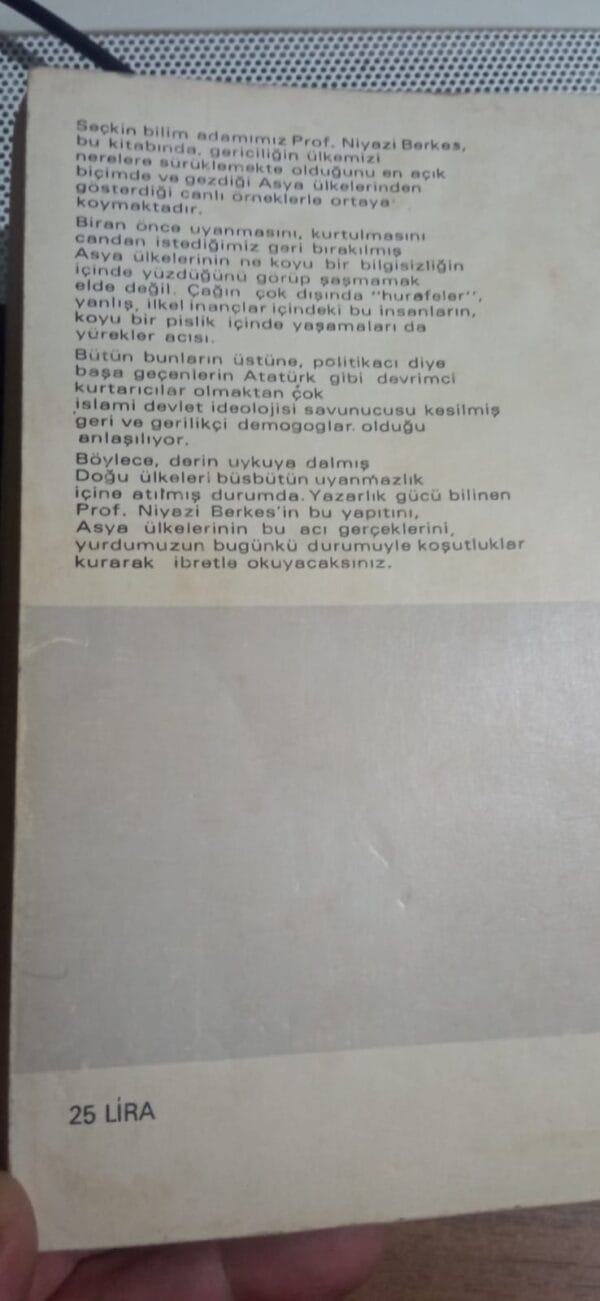 Seçkin bilim adamımız Prof. Niyazi Berkes,
bu kitabında, gericiliğin ülkemizi
nerelere sürüklemekte olduğunu en açık
biçimde ve gezdiği Asya ülkelerinden
gösterdiği canlı örneklerle ortaya
koymaktadır.
Biran önce uyanmasını, kurtulmasını
candan istediğimiz geri bırakılmış
Asya ülkelerinin ne koyu bir bilgisizliğin
içinde yüzdüğünü görüp şaşmamak
elde değil. Çağın çok dışında "hurafeler",
yanlış, ilkel inançlar içindeki bu insanların,
koyu bir pislik içinde yaşamaları da
yürekler acısı.
Bütün bunların üstüne, politikacı diye
başa geçenlerin Atatürk gibi devrimci
kurtarıcılar olmaktan çok
islami devlet ideolojisi savunucusu kesilmiş
geri ve gerilikçi demogoglar. olduğu
anlaşılıyor.
Böylece, derin uykuya dalmış
Doğu ülkeleri büsbütün uyanmazlık
içine atılmış durumda. Yazarlık gücü bilinen
Prof. Niyazi Berkes'in bu yapıtını,
Asya ülkelerinin bu acı gerçeklerini,
yurdumuzun bugünkü durumuyle koşutluklar
kurarak ibretle okuyacaksınız.
25 LİRA